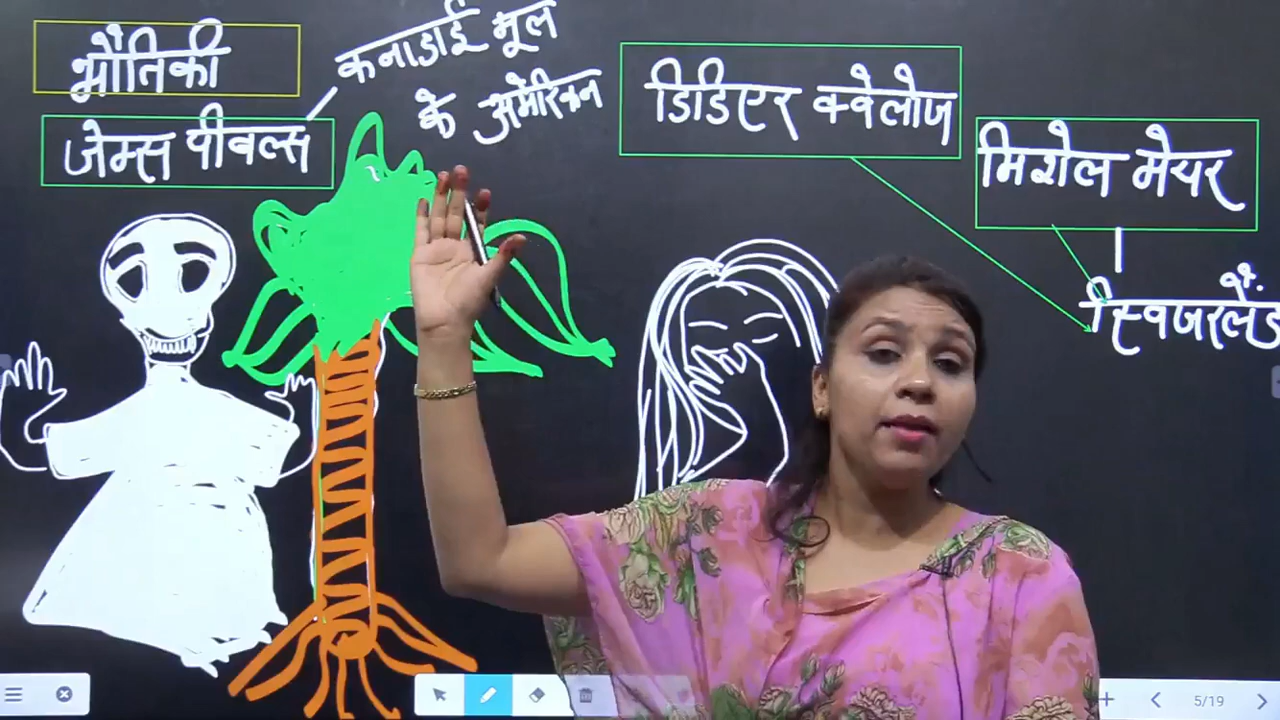 भौतिकी
कनाडाई मूल
के अमेरिकन
जेम्स पीबल्स
डिडिएर क्वेलोज
मिशेल मेयर
स्विजरलैंड
5/19